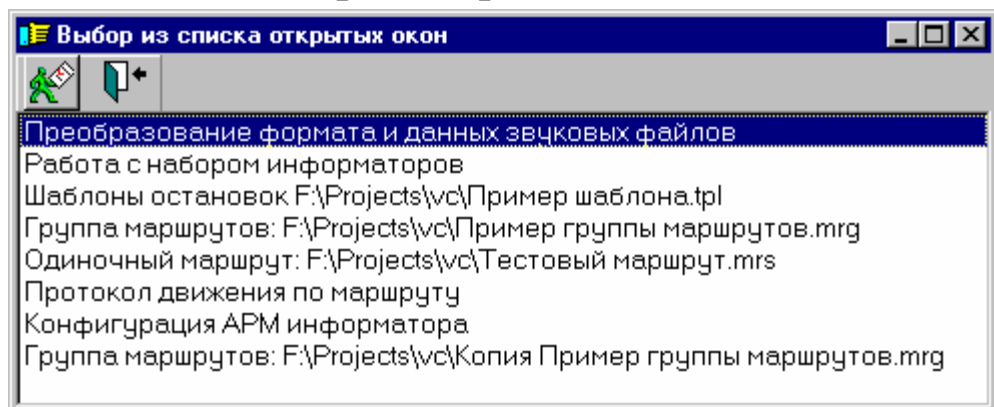 Выбор из списка открытых окон
Преобразование формата и данных звуковых файлов
Работа с набором информаторов
Шаблоны остановок F:\Projects\vc\Пример шаблона.tpl
Группа маршрутов: F:\Projects\vc\Пример группы маршрутов.mrg
Одиночный маршрут: F:\Projects\vc\Тестовый маршрут.mrs
Протокол движения по маршруту
Конфигурация АРМ информатора
Группа маршрутов: F:\Projects\vc\Копия Пример группы маршрутов.mrg